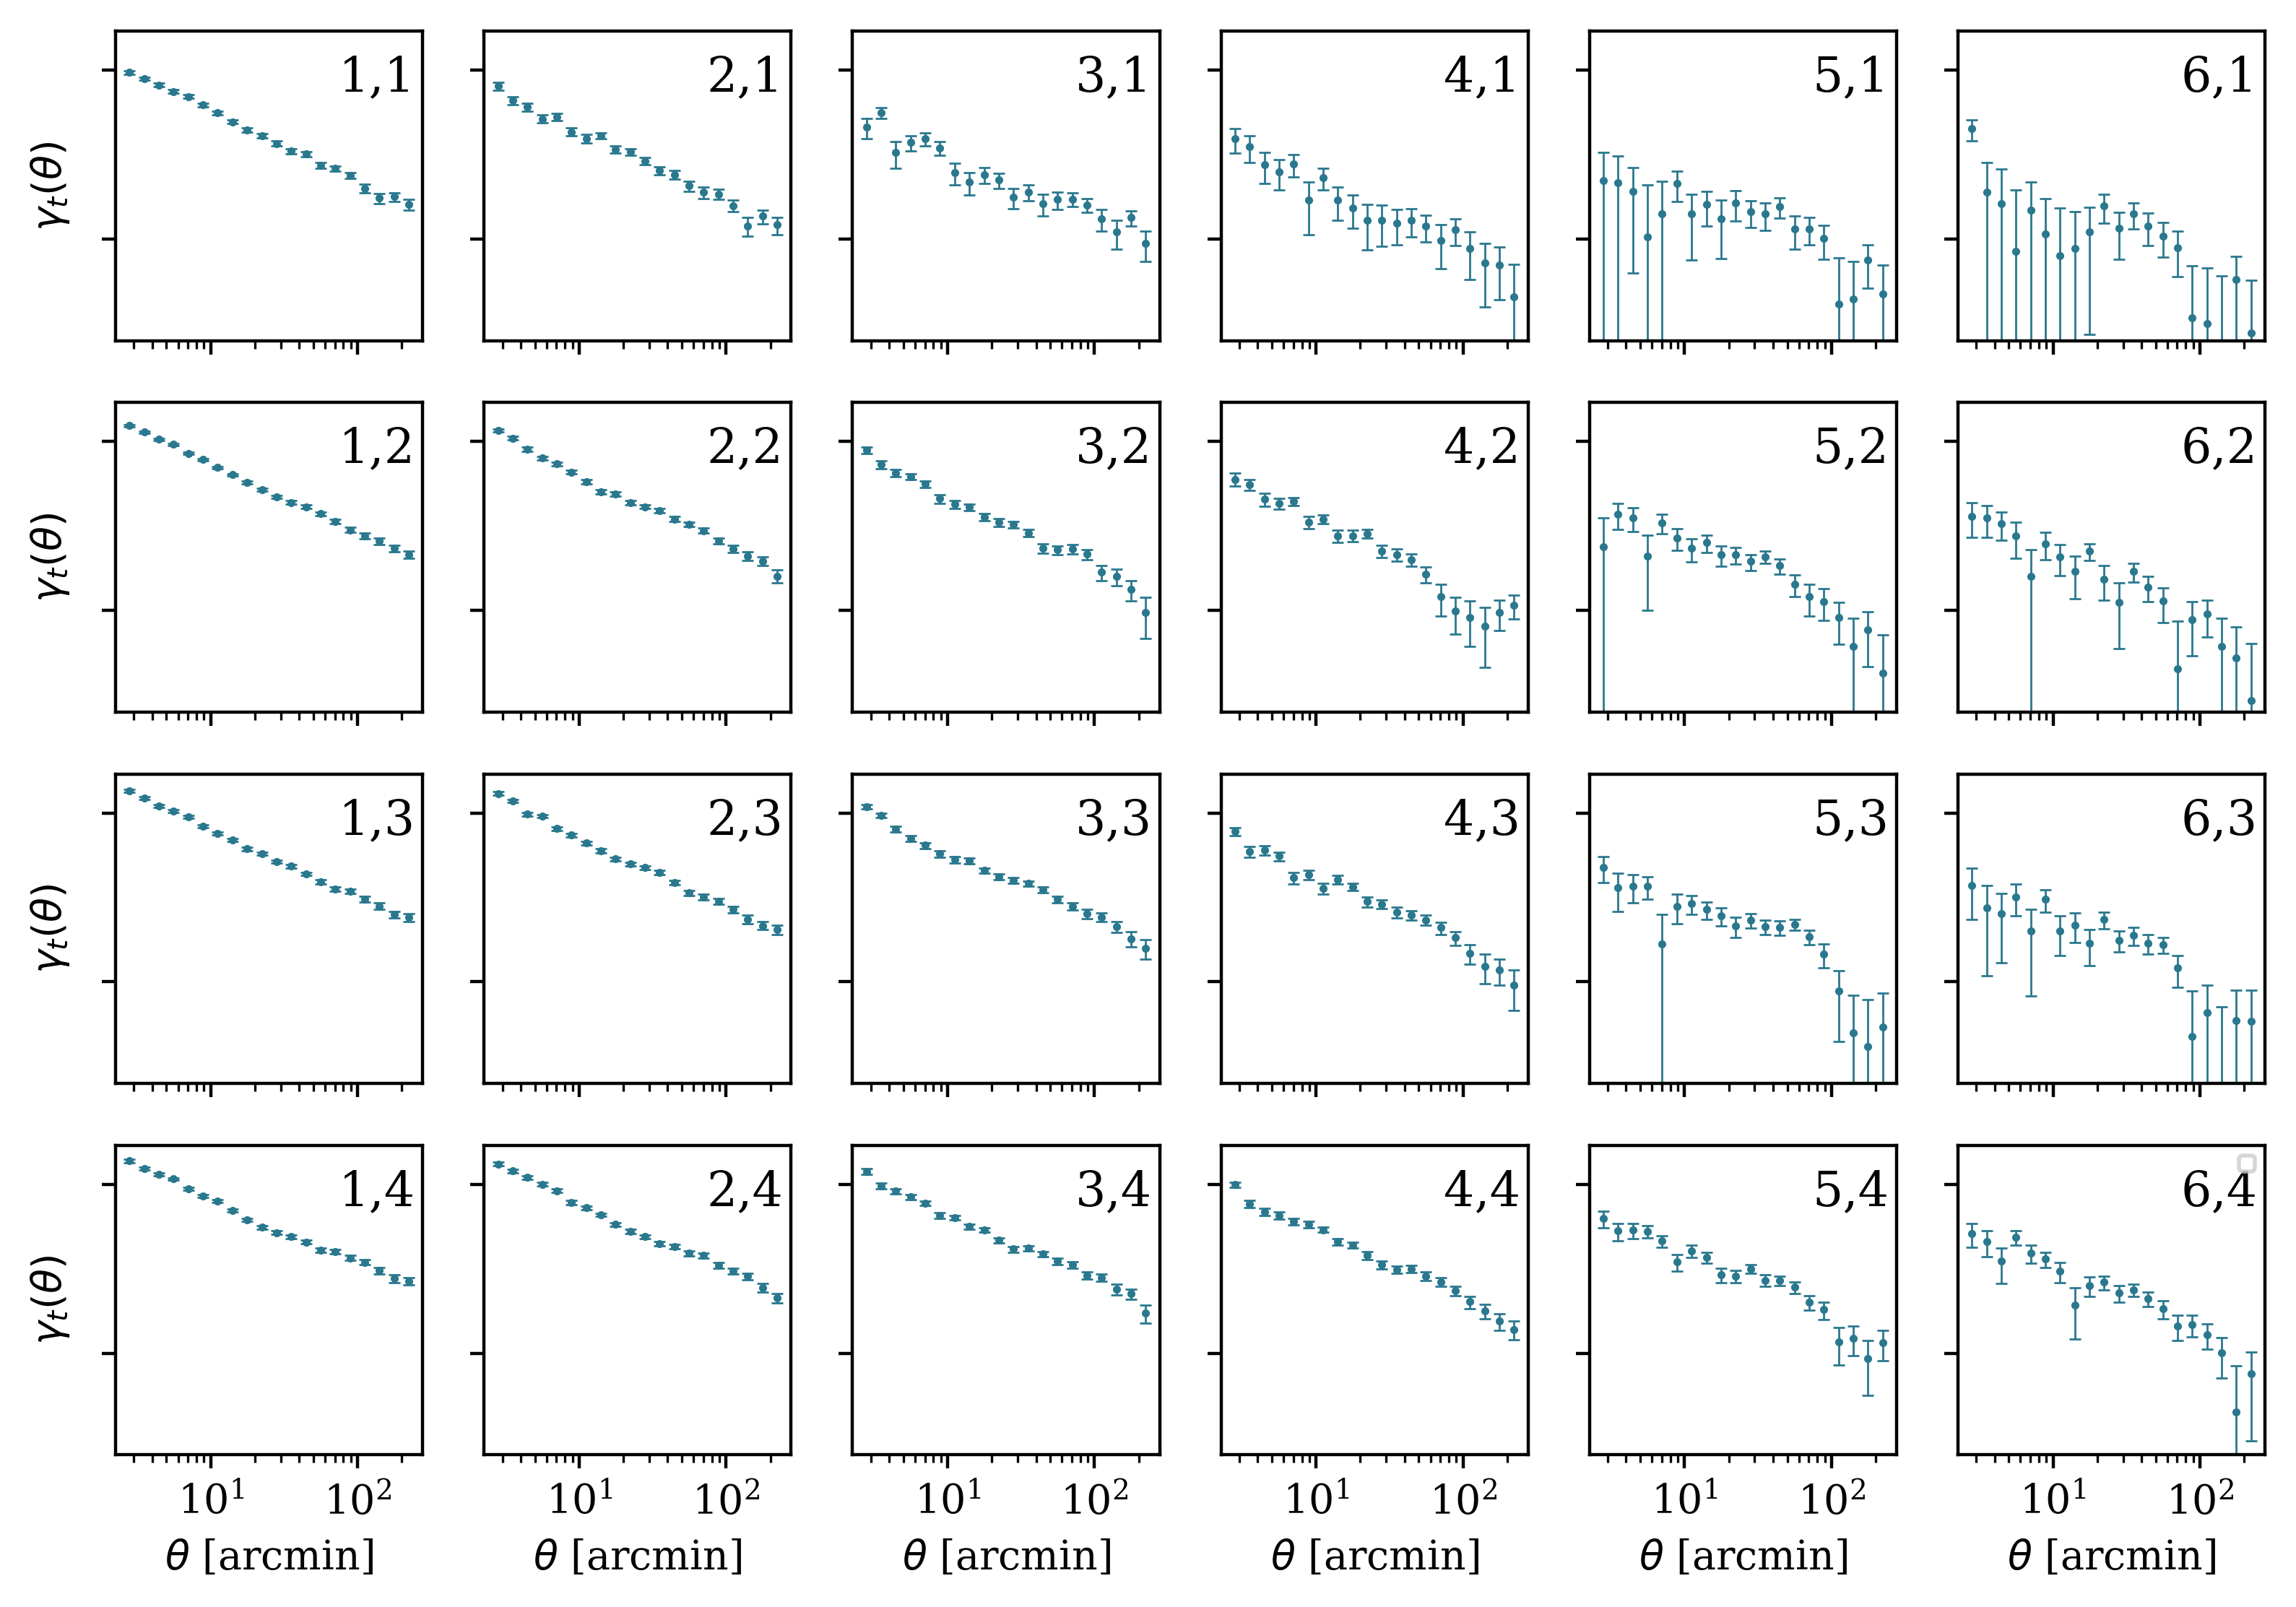 γt(θ) 1,1 2,1 3,1 4,1 5,1 6,1
γt(θ) 1,2 2,2 3,2 4,2 5,2 6,2
γt(θ) 1,3 2,3 3,3 4,3 5,3 6,3
γt(θ) 1,4 2,4 3,4 4,4 5,4 6,4
10¹ 10² 10¹ 10² 10¹ 10² 10¹ 10² 10¹ 10² 10¹ 10²
θ [arcmin] θ [arcmin] θ [arcmin] θ [arcmin] θ [arcmin] θ [arcmin]